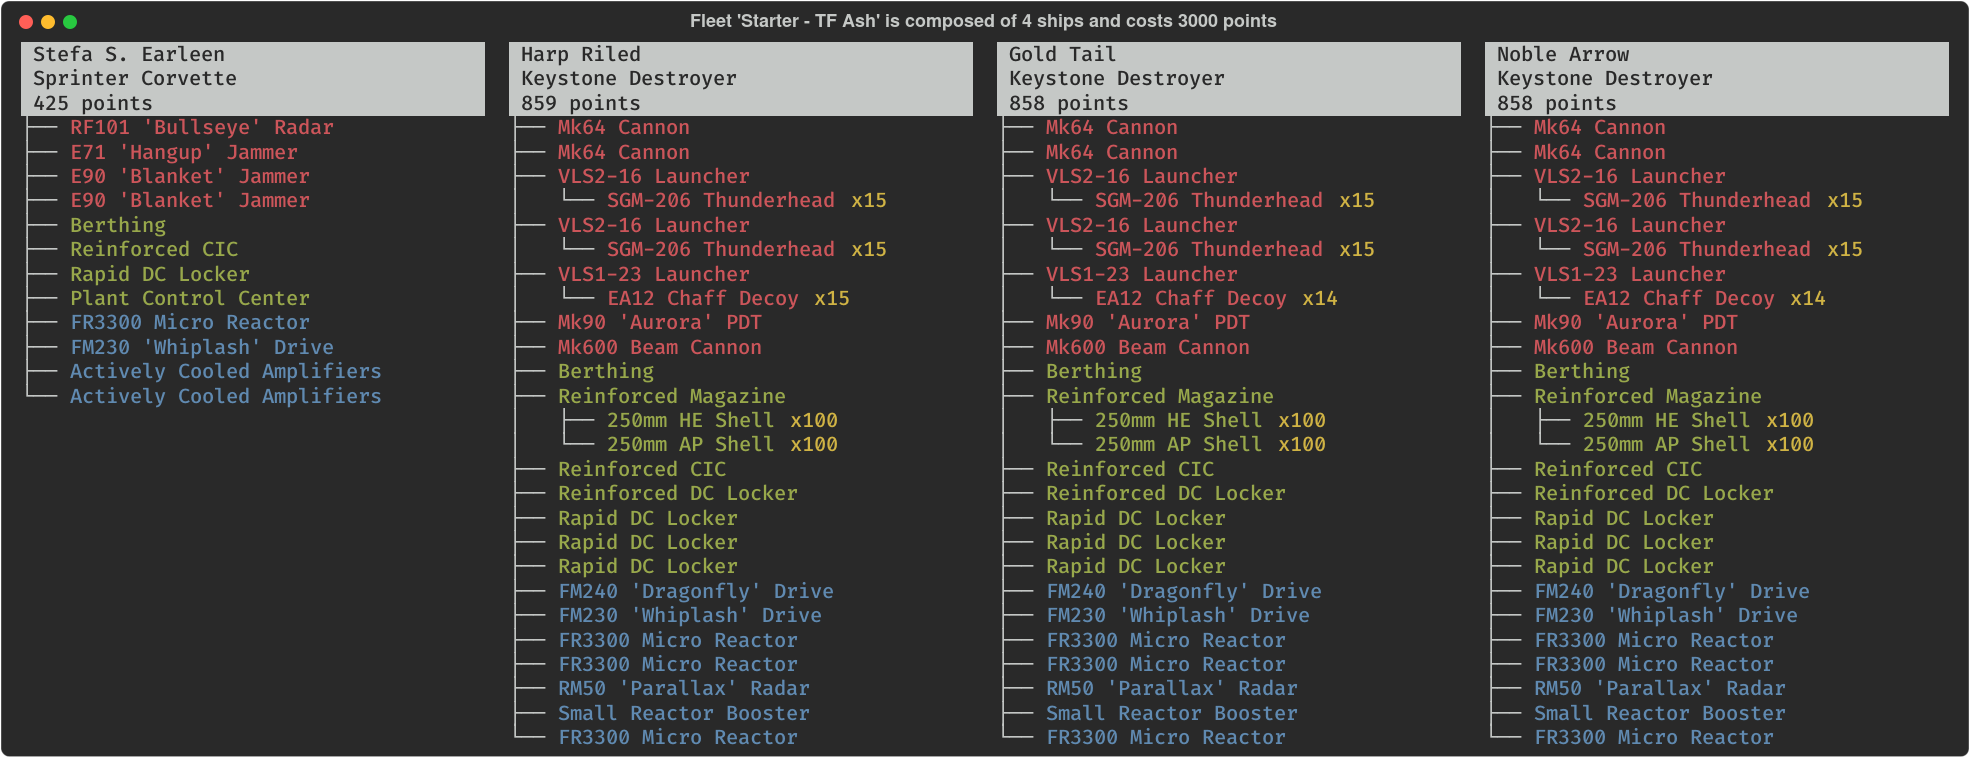 Fleet 'Starter - TF Ash' is composed of 4 ships and costs 3000 points
Stefa S. Earleen
Sprinter Corvette
425 points
RF101 'Bullseye' Radar
E71 'Hangup' Jammer
E90 'Blanket' Jammer
E90 'Blanket' Jammer
Berthing
Reinforced CIC
Rapid DC Locker
Plant Control Center
FR3300 Micro Reactor
FM230 'Whiplash' Drive
Actively Cooled Amplifiers
Actively Cooled Amplifiers
Harp Riled
Keystone Destroyer
859 points
Mk64 Cannon
Mk64 Cannon
VLS2-16 Launcher
SGM-206 Thunderhead x15
VLS2-16 Launcher
SGM-206 Thunderhead x15
VLS1-23 Launcher
EA12 Chaff Decoy x15
Mk90 'Aurora' PDT
Mk600 Beam Cannon
Berthing
Reinforced Magazine
250mm HE Shell x100
250mm AP Shell x100
Reinforced CIC
Reinforced DC Locker
Rapid DC Locker
Rapid DC Locker
Rapid DC Locker
FM240 'Dragonfly' Drive
FM230 'Whiplash' Drive
FR3300 Micro Reactor
FR3300 Micro Reactor
RM50 'Parallax' Radar
Small Reactor Booster
FR3300 Micro Reactor
Gold Tail
Keystone Destroyer
858 points
Mk64 Cannon
Mk64 Cannon
VLS2-16 Launcher
SGM-206 Thunderhead x15
VLS2-16 Launcher
SGM-206 Thunderhead x15
VLS1-23 Launcher
EA12 Chaff Decoy x14
Mk90 'Aurora' PDT
Mk600 Beam Cannon
Berthing
Reinforced Magazine
250mm HE Shell x100
250mm AP Shell x100
Reinforced CIC
Reinforced DC Locker
Rapid DC Locker
Rapid DC Locker
Rapid DC Locker
FM240 'Dragonfly' Drive
FM230 'Whiplash' Drive
FR3300 Micro Reactor
FR3300 Micro Reactor
RM50 'Parallax' Radar
Small Reactor Booster
FR3300 Micro Reactor
Noble Arrow
Keystone Destroyer
858 points
Mk64 Cannon
Mk64 Cannon
VLS2-16 Launcher
SGM-206 Thunderhead x15
VLS2-16 Launcher
SGM-206 Thunderhead x15
VLS1-23 Launcher
EA12 Chaff Decoy x14
Mk90 'Aurora' PDT
Mk600 Beam Cannon
Berthing
Reinforced Magazine
250mm HE Shell x100
250mm AP Shell x100
Reinforced CIC
Reinforced DC Locker
Rapid DC Locker
Rapid DC Locker
Rapid DC Locker
FM240 'Dragonfly' Drive
FM230 'Whiplash' Drive
FR3300 Micro Reactor
FR3300 Micro Reactor
RM50 'Parallax' Radar
Small Reactor Booster
FR3300 Micro Reactor